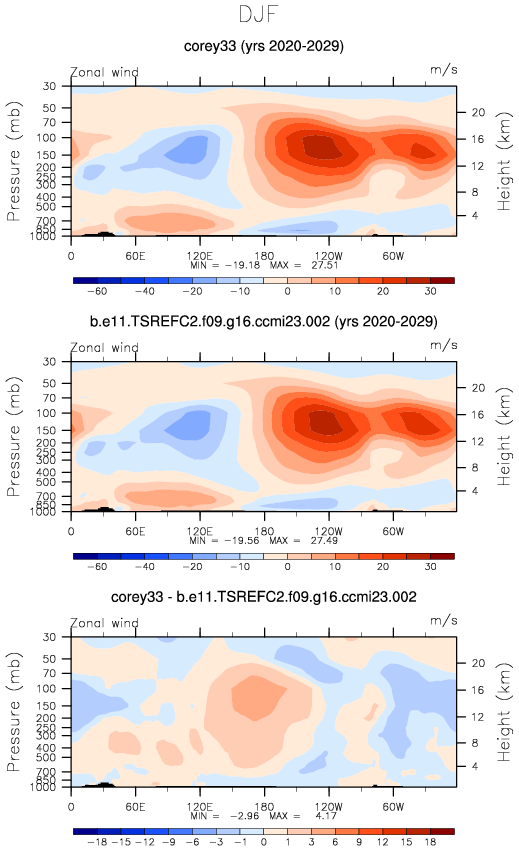 DJF
corey33 (yrs 2020-2029)
Zonal wind m/s
30
50
70
100
150
200
250
300
400
500
700
850
1000
Pressure (mb)
20
16
12
8
4
Height (km)
0 60E 120E 180 120W 60W
MIN = -19.18 MAX = 27.51
-60 -40 -20 -10 0 10 15 20 30
b.e11.TSREFC2.f09.g16.ccmi23.002 (yrs 2020-2029)
Zonal wind m/s
30
50
70
100
150
200
250
300
400
500
700
850
1000
Pressure (mb)
20
16
12
8
4
Height (km)
0 60E 120E 180 120W 60W
MIN = -19.56 MAX = 27.49
-60 -40 -20 -10 0 10 15 20 30
corey33 - b.e11.TSREFC2.f09.g16.ccmi23.002
Zonal wind m/s
30
50
70
100
150
200
250
300
400
500
700
850
1000
Pressure (mb)
20
16
12
8
4
Height (km)
0 60E 120E 180 120W 60W
MIN = -2.96 MAX = 4.17
-18 -15 -12 -9 -6 -3 -1 0 1 3 6 9 12 15 18